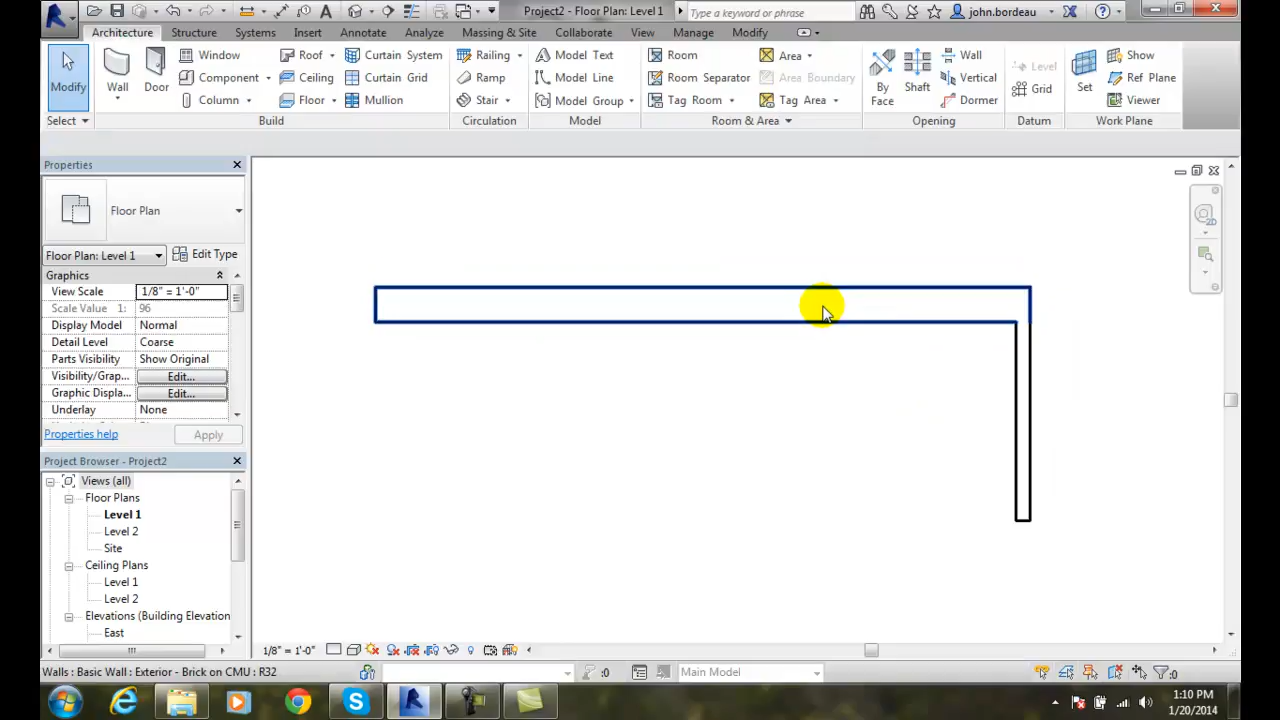 Project2 - Floor Plan: Level 1
Type a keyword or phrase
john.bordeau
Architecture Structure Systems Insert Annotate Analyze Massing & Site Collaborate View Manage Modify
Modify
Select
Wall
Door
Window
Component
Column
Roof
Ceiling
Floor
Curtain System
Curtain Grid
Mullion
Build
Railing
Ramp
Stair
Circulation
Model Text
Model Line
Model Group
Model
Room
Room Separator
Tag Room
Area
Area Boundary
Tag Area
Room & Area
By Face
Shaft
Wall
Vertical
Dormer
Opening
Level
Grid
Datum
Set
Show
Ref Plane
Viewer
Work Plane
Properties
Floor Plan
Floor Plan: Level 1
Edit Type
Graphics
View Scale 1/8" = 1'-0"
Scale Value 1: 96
Display Model Normal
Detail Level Coarse
Parts Visibility Show Original
Visibility/Grap... Edit...
Graphic Displa... Edit...
Underlay None
Properties help
Apply
Project Browser - Project2
Views (all)
Floor Plans
Level 1
Level 2
Site
Ceiling Plans
Level 1
Level 2
Elevations (Building Elevation
East
2D
1/8" = 1'-0"
Walls : Basic Wall : Exterior - Brick on CMU : R32
:0
Main Model
:0
1:10 PM
1/20/2014